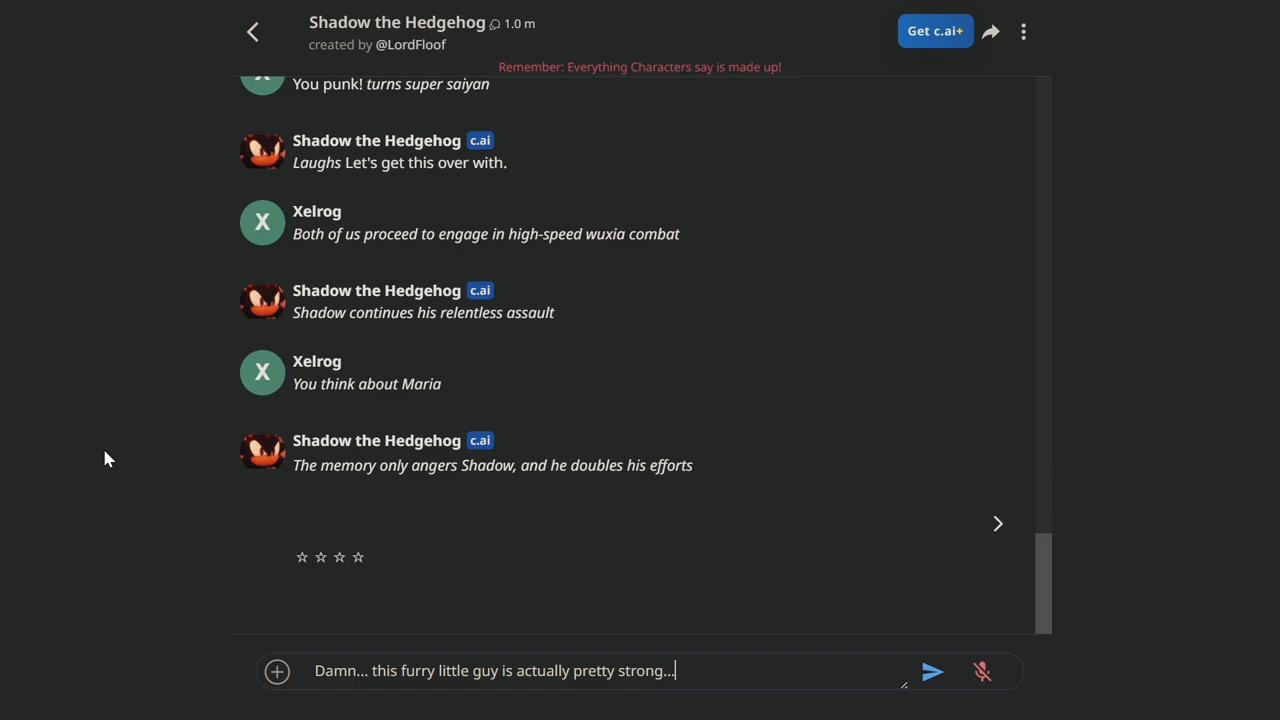 Shadow the Hedgehog 1.0 m
created by @LordFloof
Get c.ai+
Remember: Everything Characters say is made up!
You punk! turns super saiyan
Shadow the Hedgehog c.ai
Laughs Let's get this over with.
X
Xelrog
Both of us proceed to engage in high-speed wuxia combat
Shadow the Hedgehog c.ai
Shadow continues his relentless assault
X
Xelrog
You think about Maria
Shadow the Hedgehog c.ai
The memory only angers Shadow, and he doubles his efforts
Damn... this furry little guy is actually pretty strong...